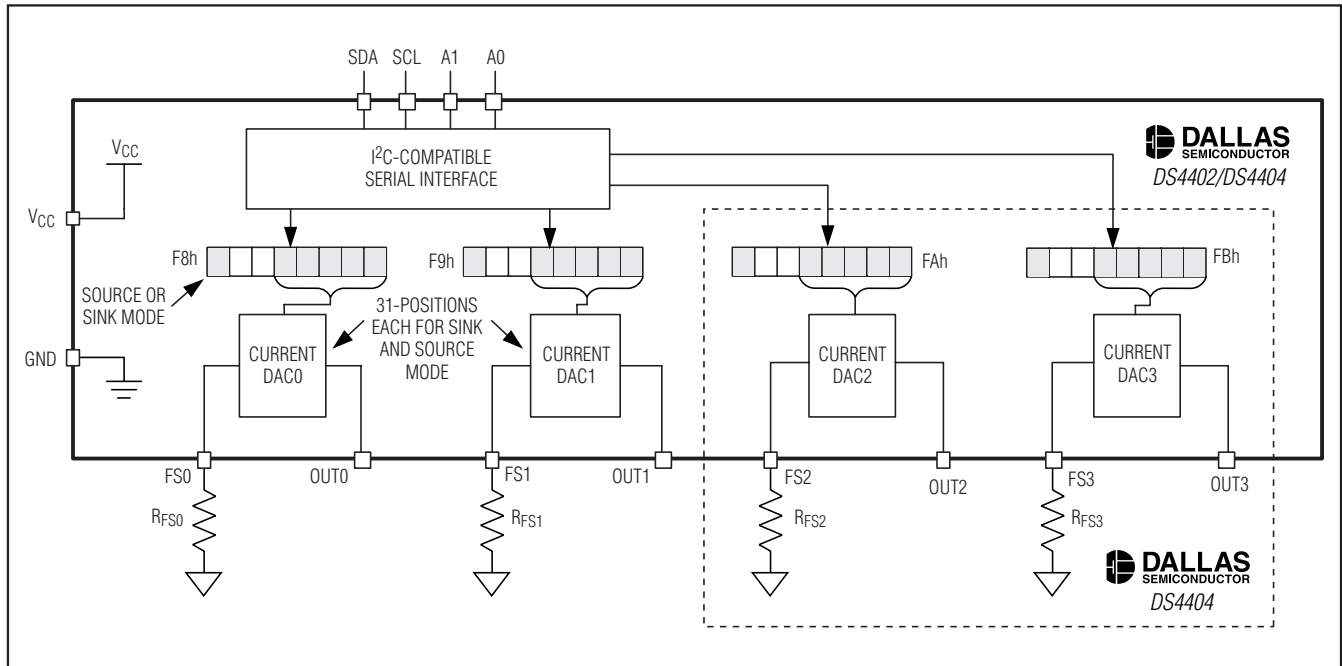 SDA SCL A1 A0
DALLAS
SEMICONDUCTOR
DS4402/DS4404
VCC
I2C-COMPATIBLE
SERIAL INTERFACE
VCC
F8h
F9h
FAh
FBh
SOURCE OR
SINK MODE
31-POSITIONS
EACH FOR SINK
AND SOURCE
MODE
GND
CURRENT
DAC0
CURRENT
DAC1
CURRENT
DAC2
CURRENT
DAC3
FS0
OUT0
FS1
OUT1
FS2
OUT2
FS3
OUT3
RFS0
RFS1
RFS2
RFS3
DALLAS
SEMICONDUCTOR
DS4404